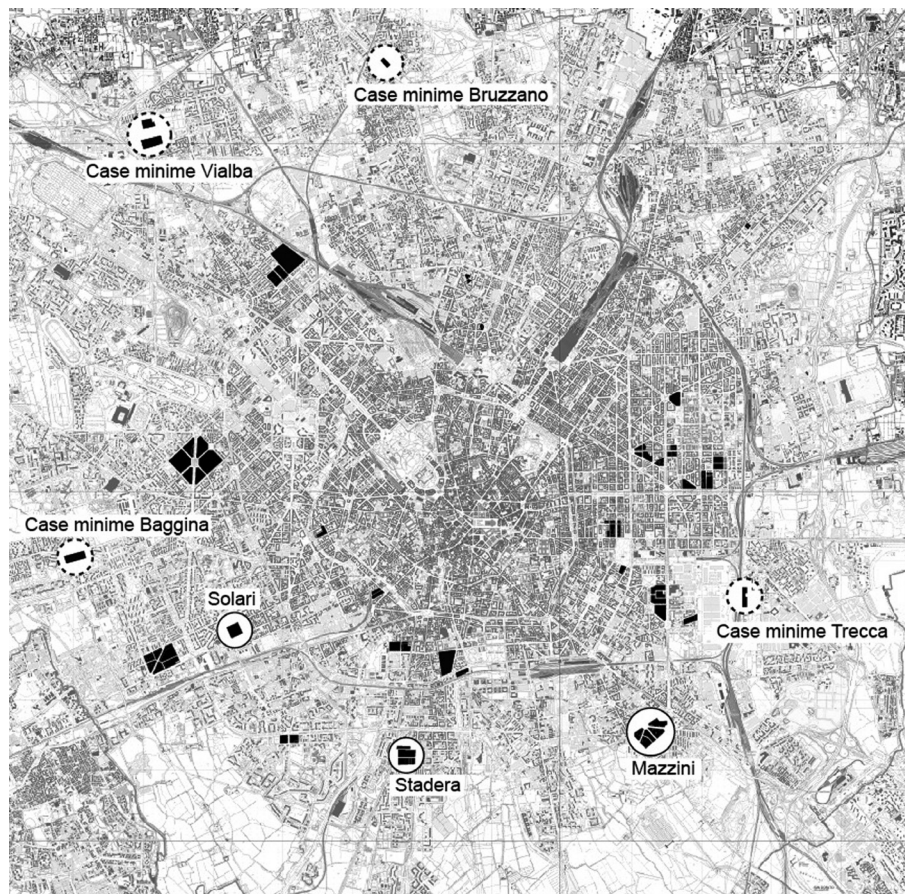 Case minime Bruzzano
Case minime Vialba
Case minime Baggina
Solari
Case minime Trecca
Mazzini
Stadera